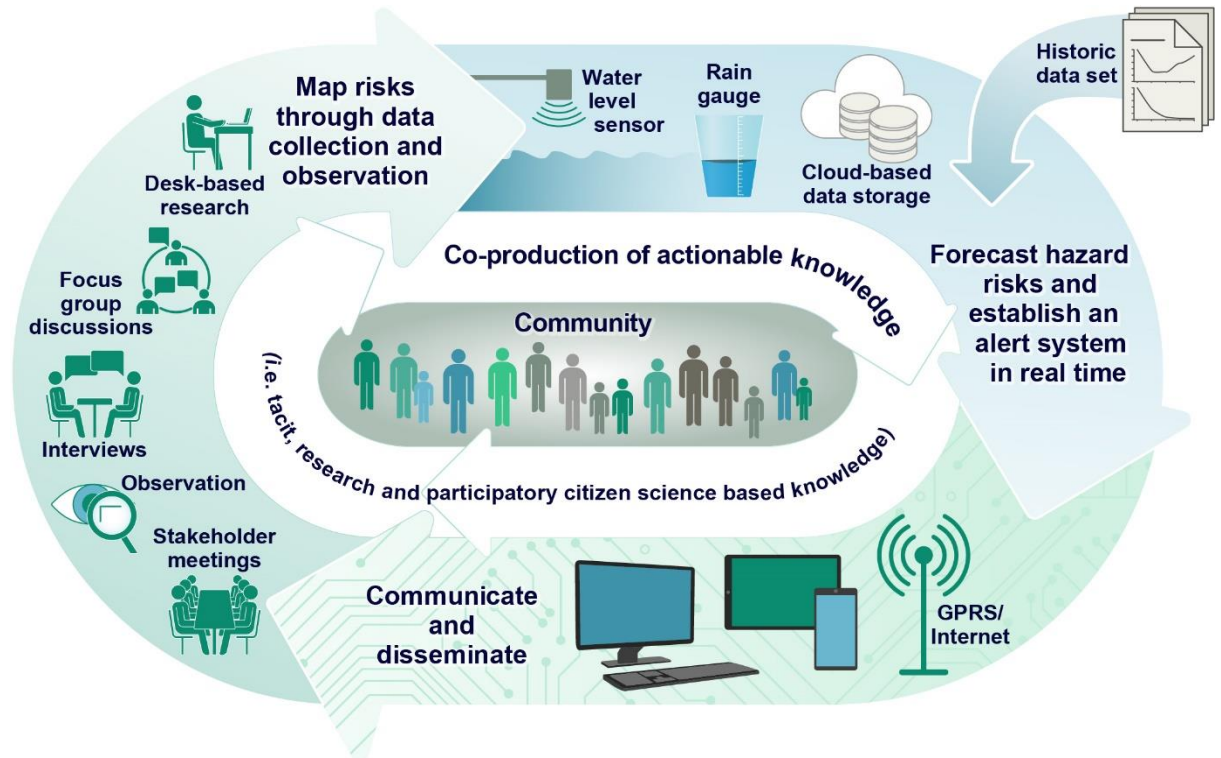 Map risks
through data
collection and
observation
Desk-based
research
Focus
group
discussions
Interviews
Observation
Stakeholder
meetings
Water
level
sensor
Rain
gauge
Cloud-based
data storage
Historic
data set
Forecast hazard
risks and
establish an
alert system
in real time
Co-production of actionable knowledge
Community
(i.e. tacit, research and participatory citizen science based knowledge)
Communicate
and
disseminate
GPRS/
Internet